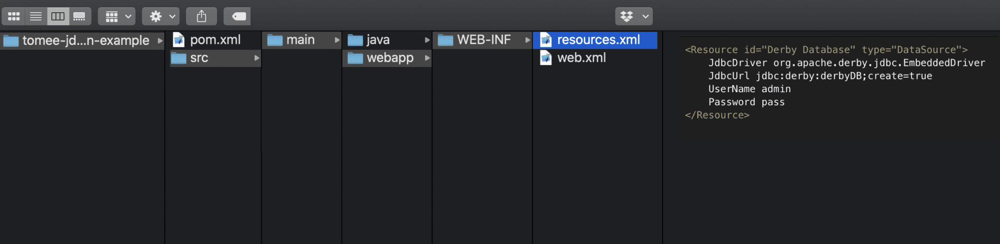 tomee-jd...n-example
pom.xml
src
main
java
webapp
WEB-INF
resources.xml
web.xml
<Resource id="Derby Database" type="DataSource">
    JdbcDriver org.apache.derby.jdbc.EmbeddedDriver
    JdbcUrl jdbc:derby:derbyDB;create=true
    UserName admin
    Password pass
</Resource>